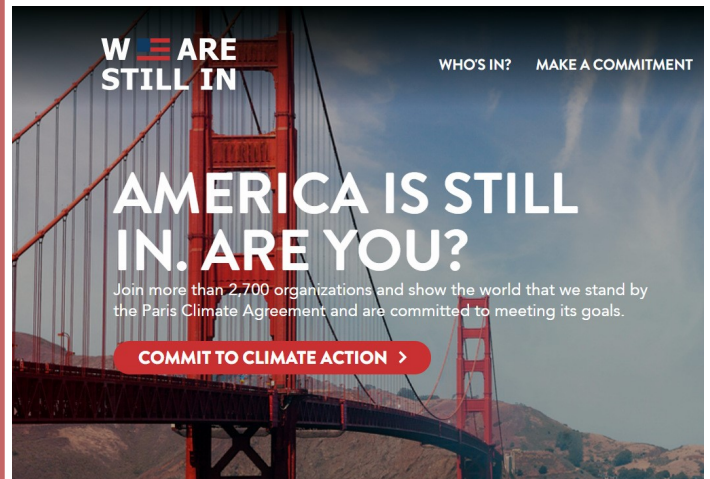 W ARE
STILL IN
WHO'S IN? MAKE A COMMITMENT
AMERICA IS STILL
IN. ARE YOU?
Join more than 2,700 organizations and show the world that we stand by
the Paris Climate Agreement and are committed to meeting its goals.
COMMIT TO CLIMATE ACTION >